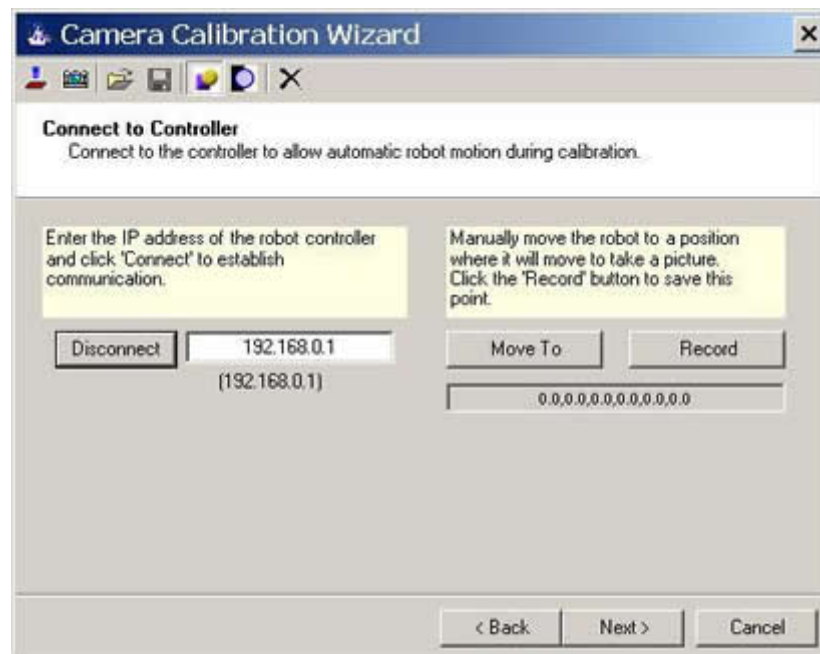 Camera Calibration Wizard
Connect to Controller
Connect to the controller to allow automatic robot motion during calibration.
Enter the IP address of the robot controller
and click 'Connect' to establish
communication.
Manually move the robot to a position
where it will move to take a picture.
Click the 'Record' button to save this
point.
Disconnect
192.168.0.1
(192.168.0.1)
Move To
Record
0.0,0.0,0.0,0.0,0.0,0.0
< Back
Next >
Cancel